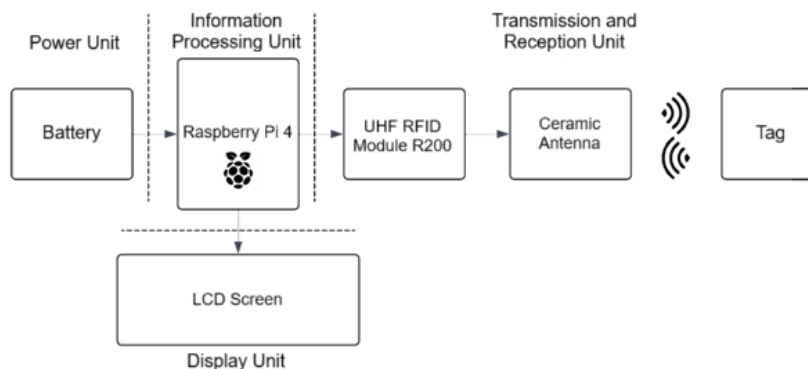 Power Unit
Information
Processing Unit
Transmission and
Reception Unit
Battery
Raspberry Pi 4
UHF RFID
Module R200
Ceramic
Antenna
Tag
LCD Screen
Display Unit